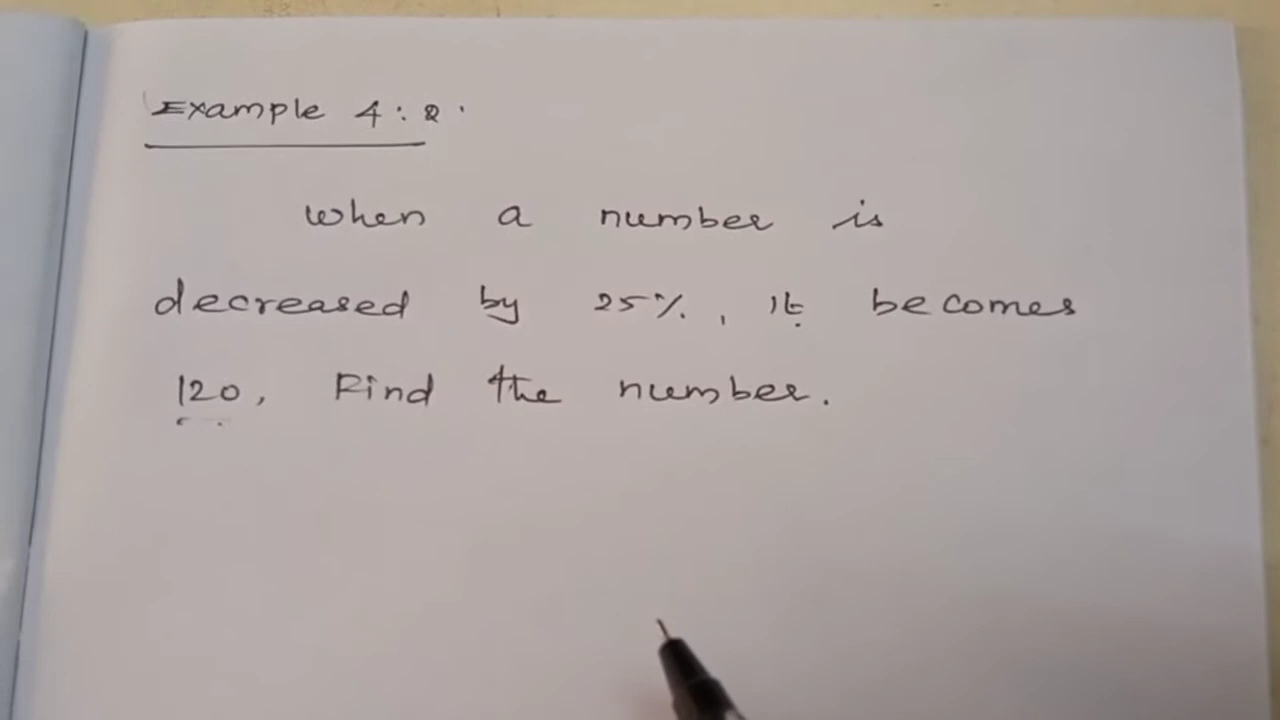 Example 4:2.
When a number is
decreased by 25%, it becomes
120, Find the number.